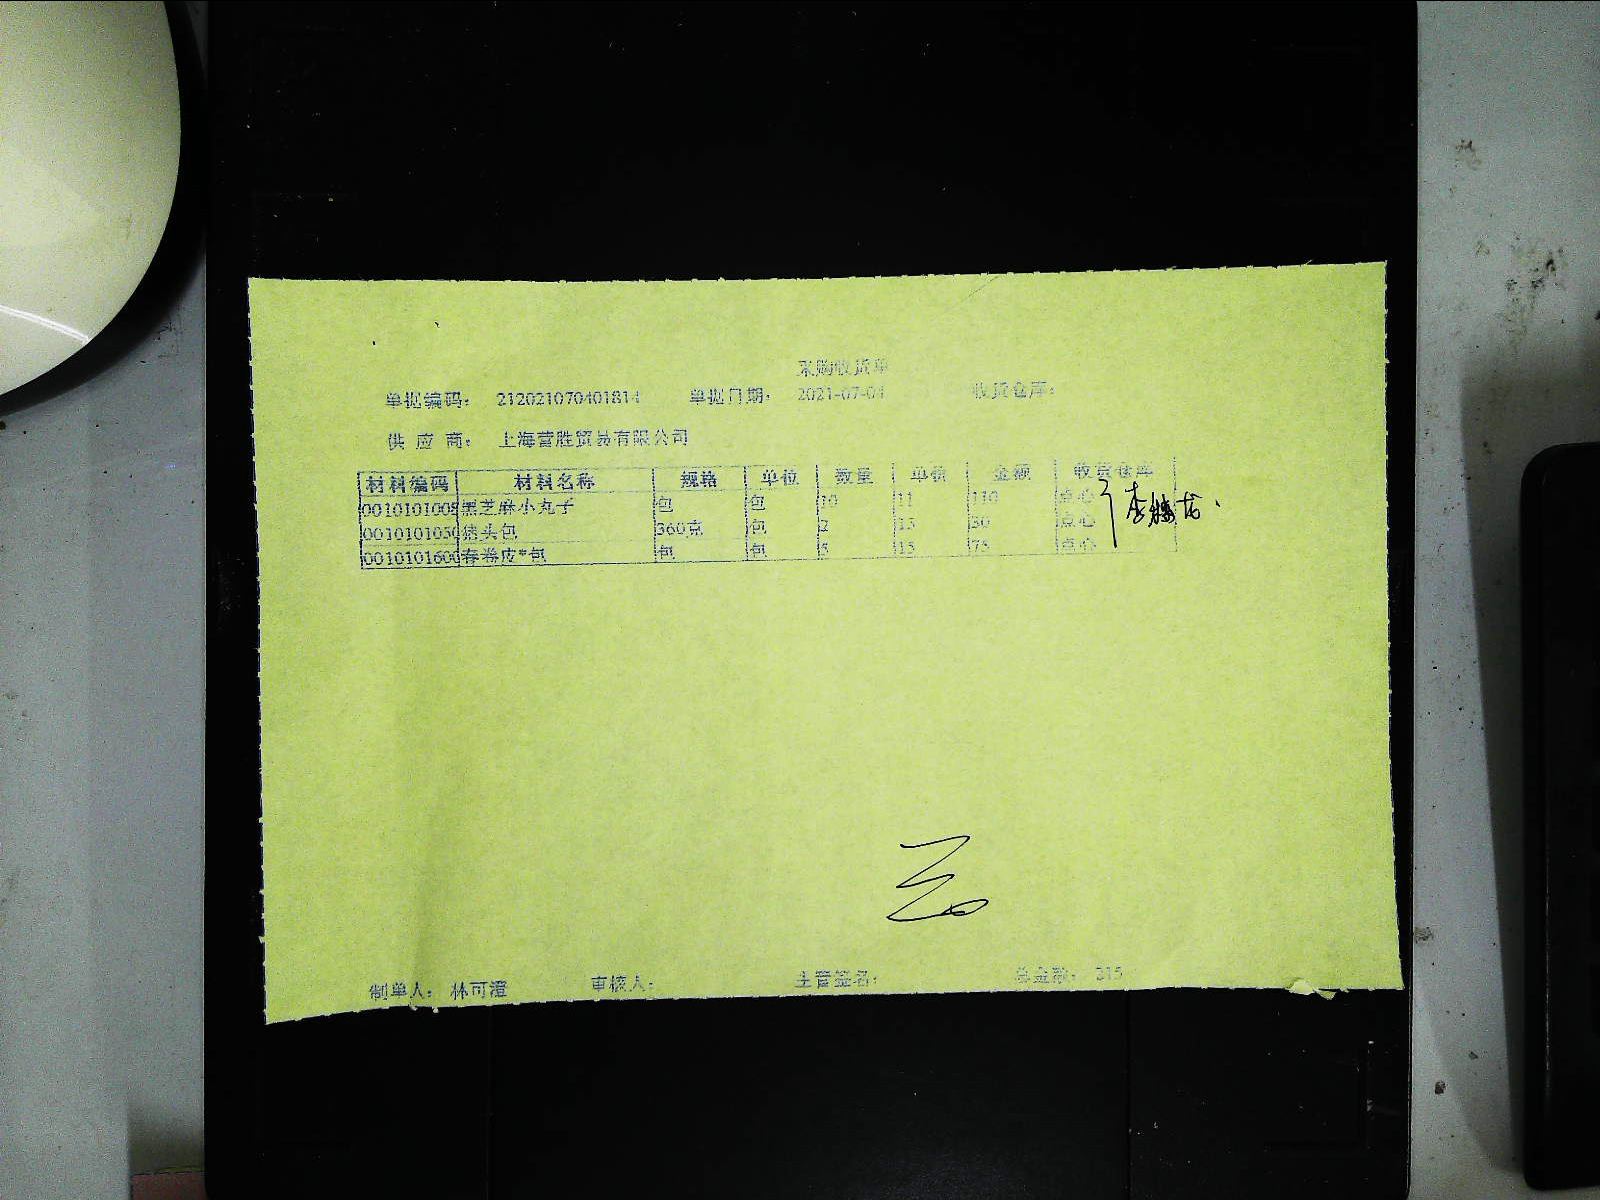 采购收货单
单据编码: 212021070401814 单据日期: 2021-07-04 收货仓库:
供应商: 上海营胜贸易有限公司
材料编码 材料名称 规格 单位 数量 单价 金额 收货仓库
0010101008 黑芝麻小丸子 包 包 10 11 110 点心
0010101050 猪头包 360克 包 2 15 30 点心
0010101600 春卷皮*包 包 包 5 15 75 点心
制单人: 林可澄 审核人: 主管签名: 总金额: 215